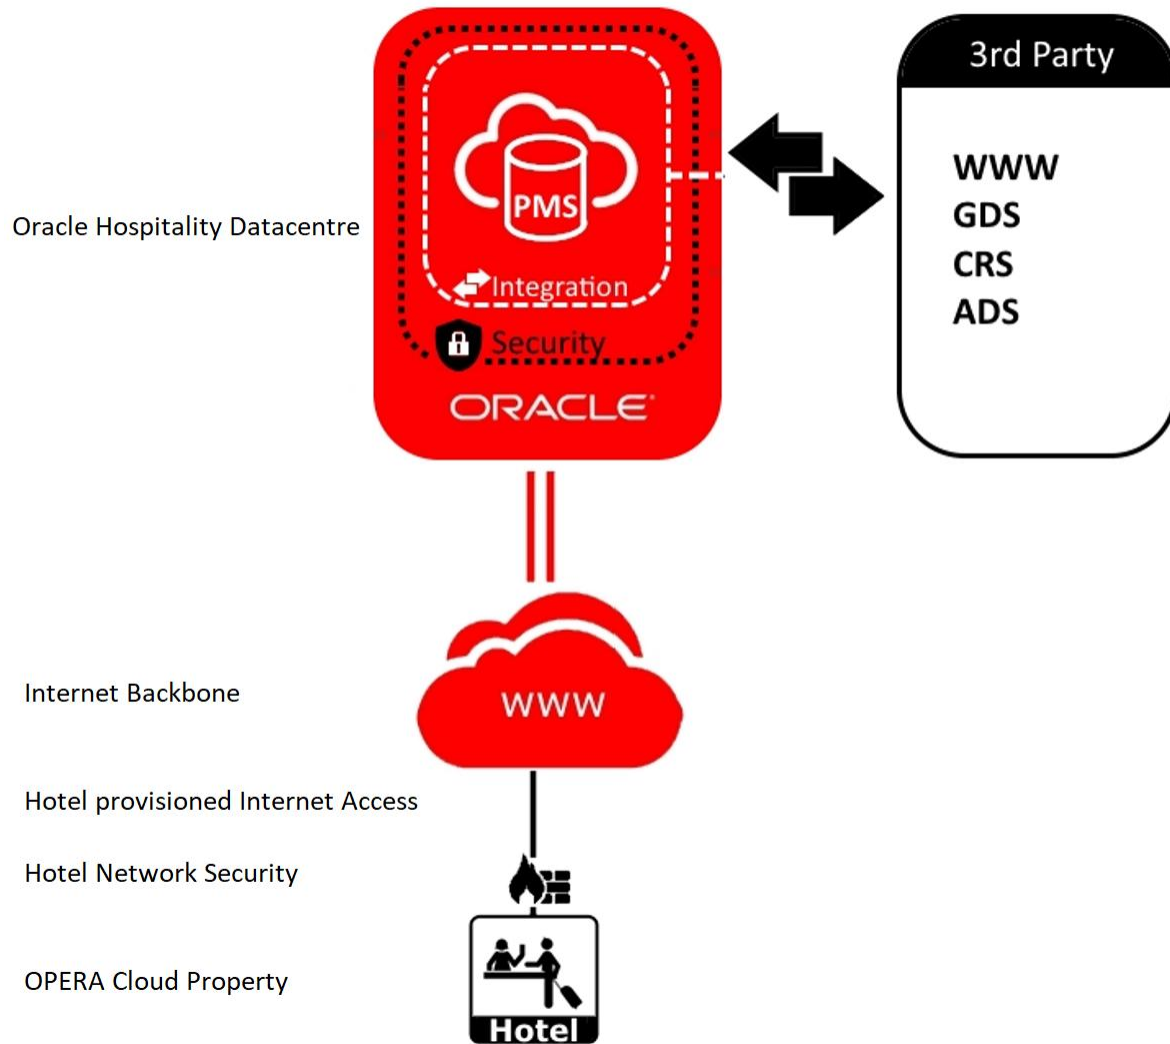 3rd Party
WWW
GDS
CRS
ADS
PMS
Oracle Hospitality Datacentre
Integration
Security
ORACLE
Internet Backbone
WWW
Hotel provisioned Internet Access
Hotel Network Security
OPERA Cloud Property
Hotel